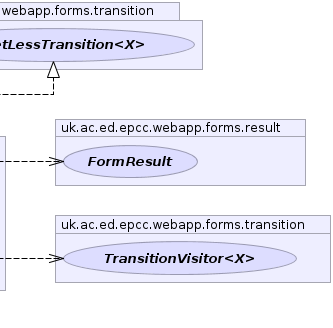 webapp.forms.transition
etLessTransition<X>
uk.ac.ed.epcc.webapp.forms.result
FormResult
uk.ac.ed.epcc.webapp.forms.transition
TransitionVisitor<X>